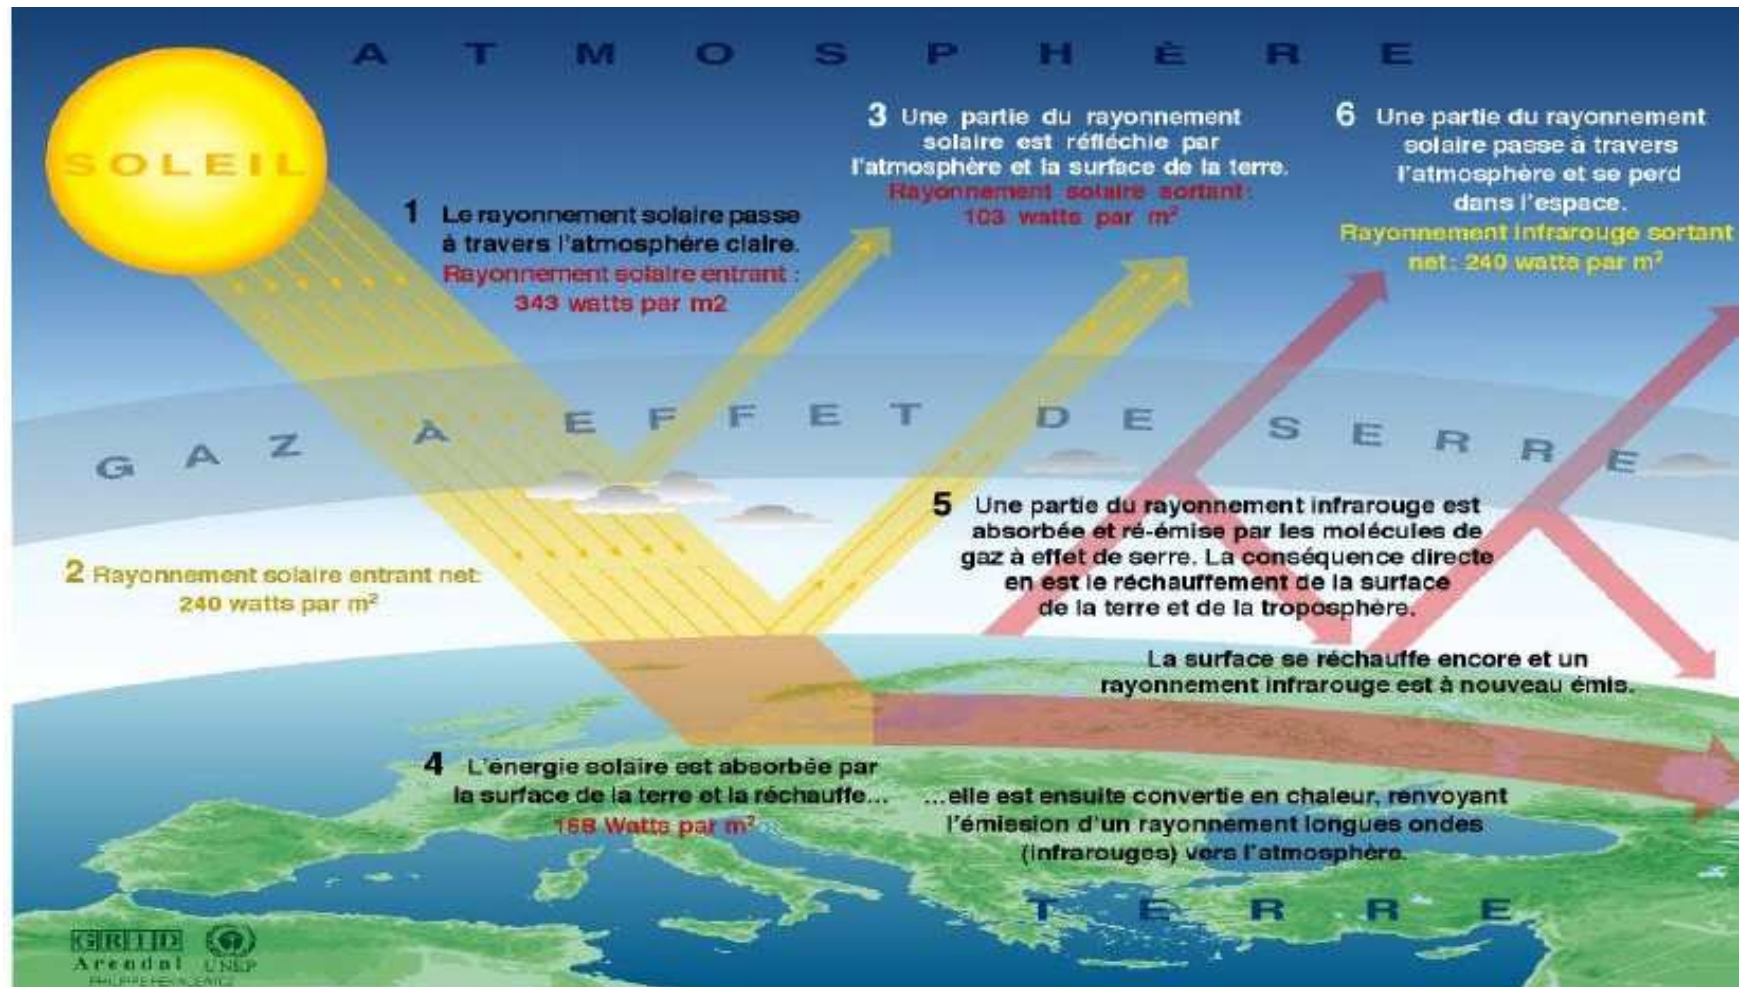 ATMOSPHÈRE
SOLEIL
1 Le rayonnement solaire passe
à travers l'atmosphère claire.
Rayonnement solaire entrant :
343 watts par m2
3 Une partie du rayonnement
solaire est réfléchie par
l'atmosphère et la surface de la terre.
Rayonnement solaire sortant :
103 watts par m²
6 Une partie du rayonnement
solaire passe à travers
l'atmosphère et se perd
dans l'espace.
Rayonnement infrarouge sortant
net : 240 watts par m²
GAZ À EFFET DE SERRE
2 Rayonnement solaire entrant net:
240 watts par m²
5 Une partie du rayonnement infrarouge est
absorbée et ré-émise par les molécules de
gaz à effet de serre. La conséquence directe
en est le réchauffement de la surface
de la terre et de la troposphère.
La surface se réchauffe encore et un
rayonnement infrarouge est à nouveau émis.
4 L'énergie solaire est absorbée par
la surface de la terre et la réchauffe...
168 Watts par m²
...elle est ensuite convertie en chaleur, renvoyant
l'émission d'un rayonnement longues ondes
(infrarouges) vers l'atmosphère.
TERRE
GRID
Arendal UNEP